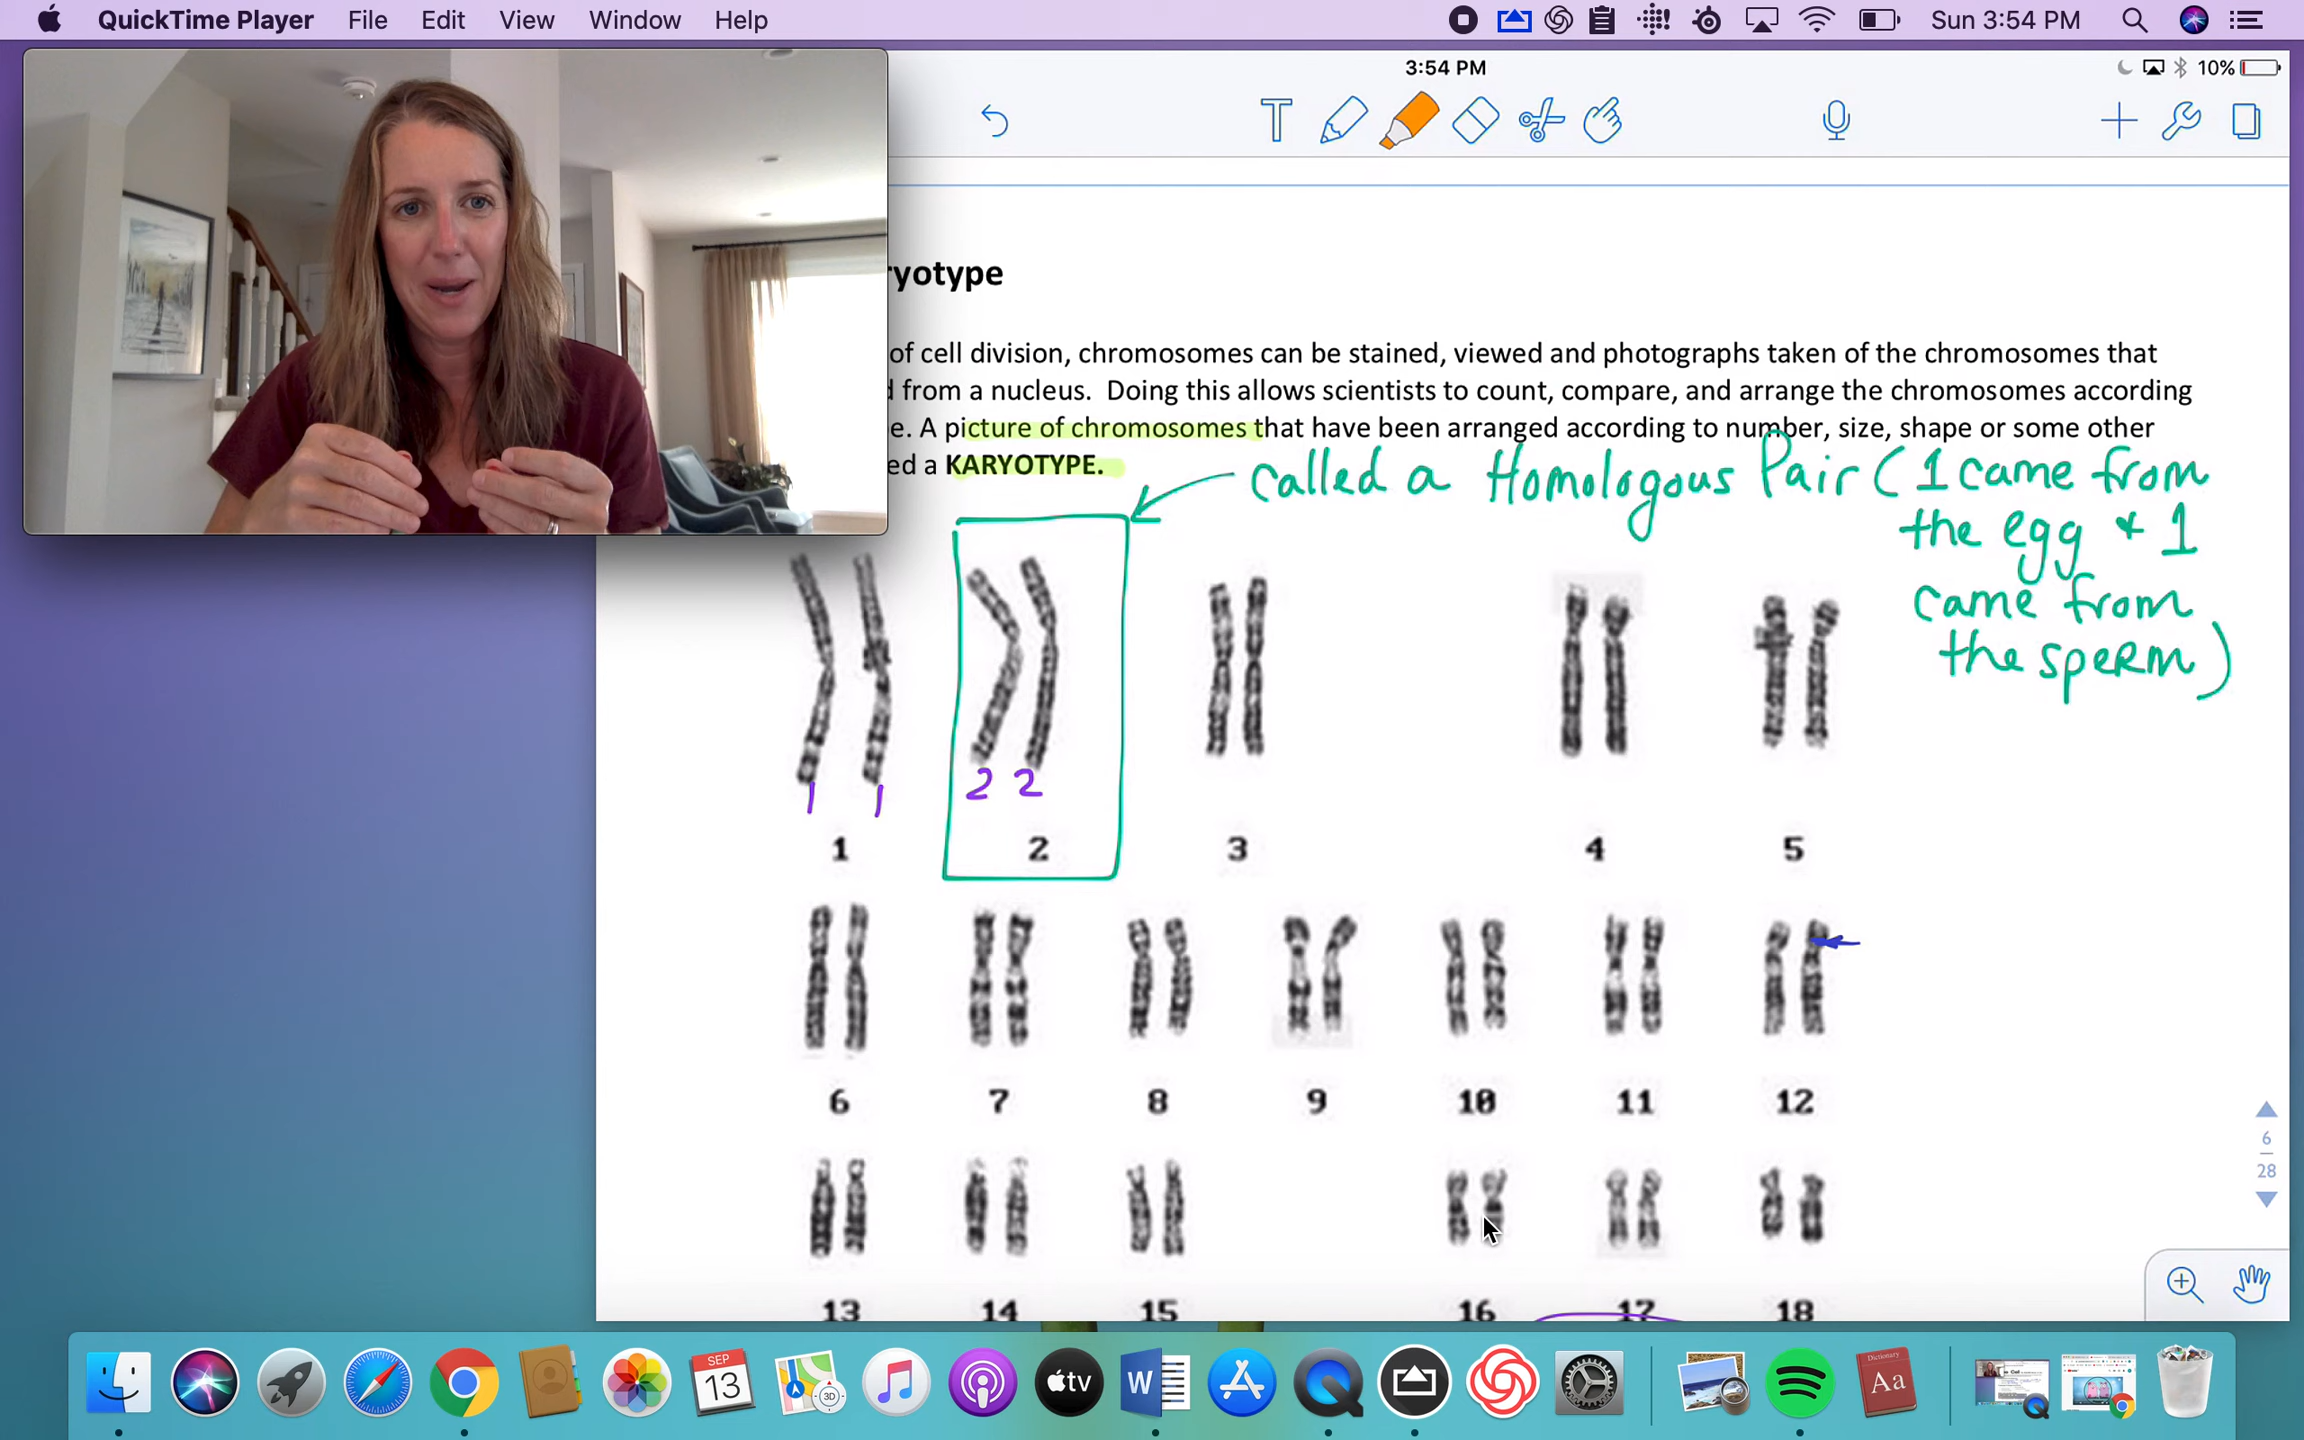 QuickTime Player File Edit View Window Help Sun 3:54 PM
3:54 PM 10%
T
ryotype
of cell division, chromosomes can be stained, viewed and photographs taken of the chromosomes that
from a nucleus. Doing this allows scientists to count, compare, and arrange the chromosomes according
e. A picture of chromosomes that have been arranged according to number, size, shape or some other
ed a KARYOTYPE.
called a Homologous Pair (1 came from
the egg + 1
came from
the sperm)
1 1 2 2
1 2 3 4 5
6 7 8 9 10 11 12
6
28
13 14 15 16 17 18
SEP
13
3D
tv
W
Dictionary
Aa